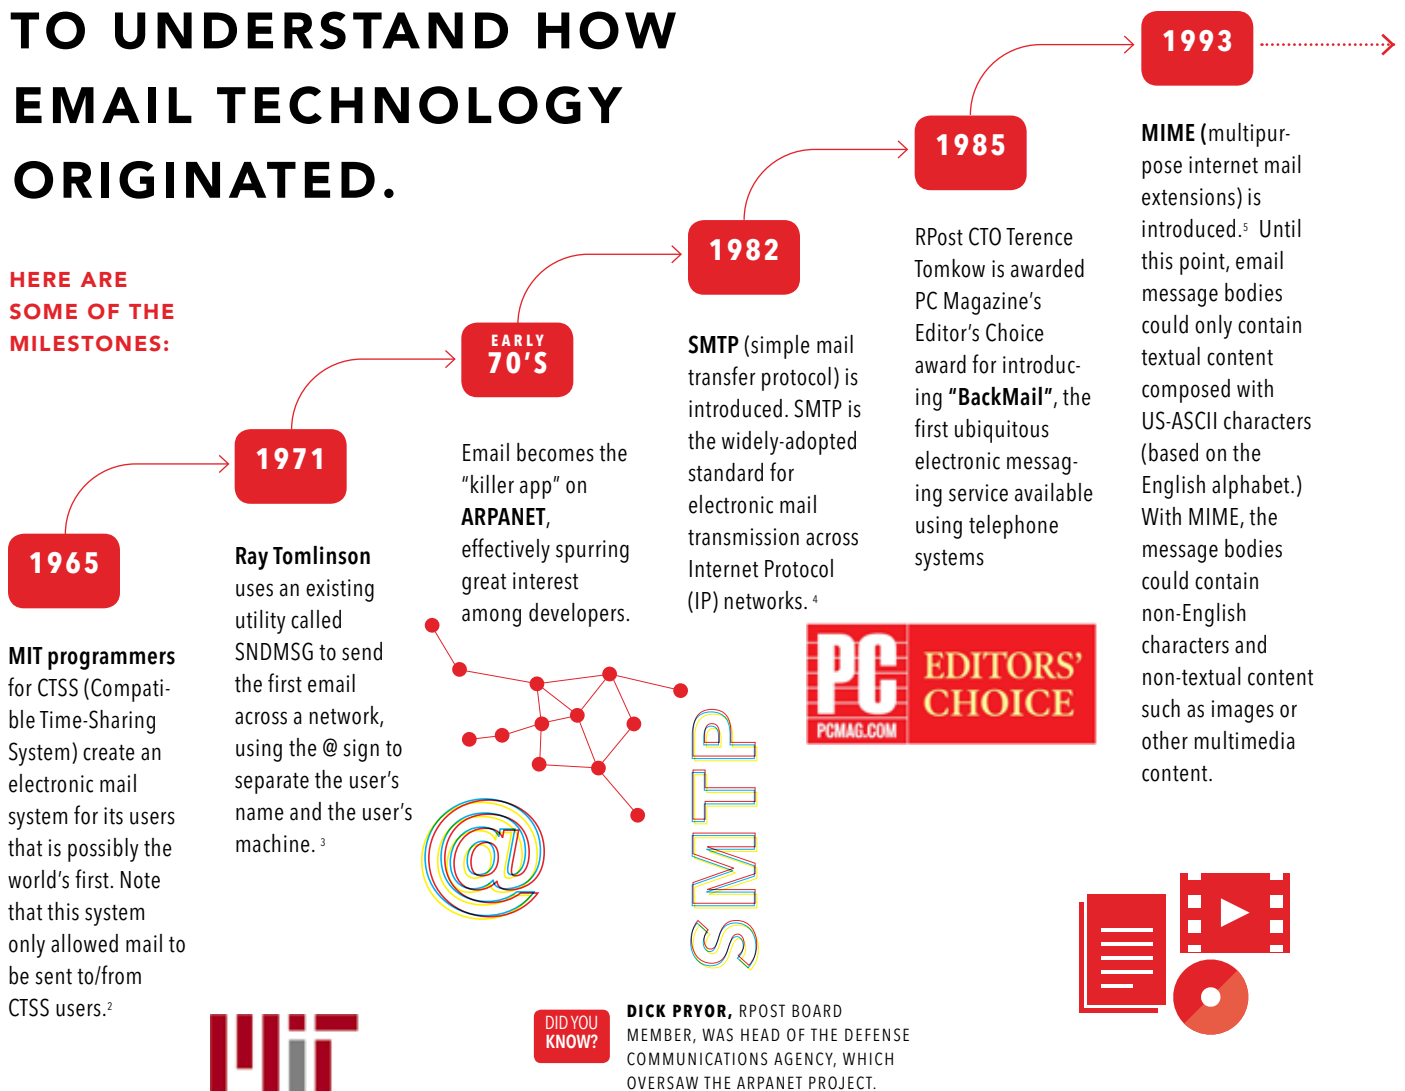 TO UNDERSTAND HOW
EMAIL TECHNOLOGY
ORIGINATED.
HERE ARE
SOME OF THE
MILESTONES:
1965
MIT programmers
for CTSS (Compati-
ble Time-Sharing
System) create an
electronic mail
system for its users
that is possibly the
world's first. Note
that this system
only allowed mail to
be sent to/from
CTSS users.2
MIT
1971
Ray Tomlinson
uses an existing
utility called
SNDMSG to send
the first email
across a network,
using the @ sign to
separate the user's
name and the user's
machine. 3
@
EARLY
70'S
Email becomes the
"killer app" on
ARPANET,
effectively spurring
great interest
among developers.
1982
SMTP (simple mail
transfer protocol) is
introduced. SMTP is
the widely-adopted
standard for
electronic mail
transmission across
Internet Protocol
(IP) networks. 4
SMTP
1985
RPost CTO Terence
Tomkow is awarded
PC Magazine's
Editor's Choice
award for introduc-
ing "BackMail", the
first ubiquitous
electronic messag-
ing service available
using telephone
systems
PC
PCMAG.COM
EDITORS'
CHOICE
1993
MIME (multipur-
pose internet mail
extensions) is
introduced.5 Until
this point, email
message bodies
could only contain
textual content
composed with
US-ASCII characters
(based on the
English alphabet.)
With MIME, the
message bodies
could contain
non-English
characters and
non-textual content
such as images or
other multimedia
content.
DID YOU
KNOW?
DICK PRYOR, RPOST BOARD
MEMBER, WAS HEAD OF THE DEFENSE
COMMUNICATIONS AGENCY, WHICH
OVERSAW THE ARPANET PROJECT.